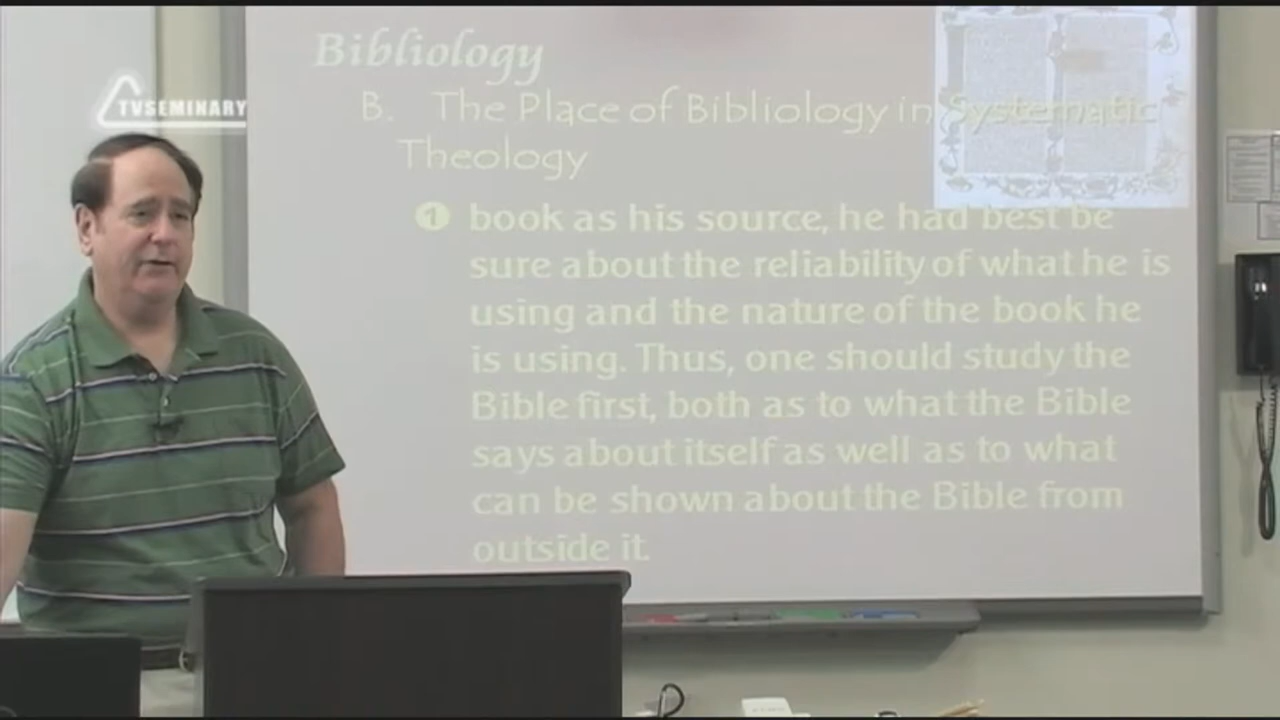 Bibliology
TVSEMINARY
B. The Place of Bibliology in Systematic
Theology
1 book as his source, he had best be
sure about the reliability of what he is
using and the nature of the book he
is using. Thus, one should study the
Bible first, both as to what the Bible
says about itself as well as to what
can be shown about the Bible from
outside it.